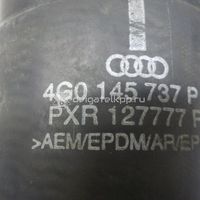 4G0 145 737 P
PXR 127777 F
>AEM/EPDM/AR/EP